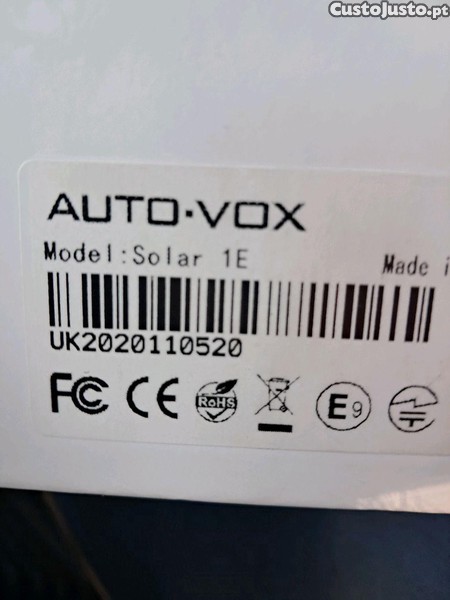 CustoJusto.pt
AUTO-VOX
Model:Solar 1E
Made i
UK2020110520
FC CE RoHS E9